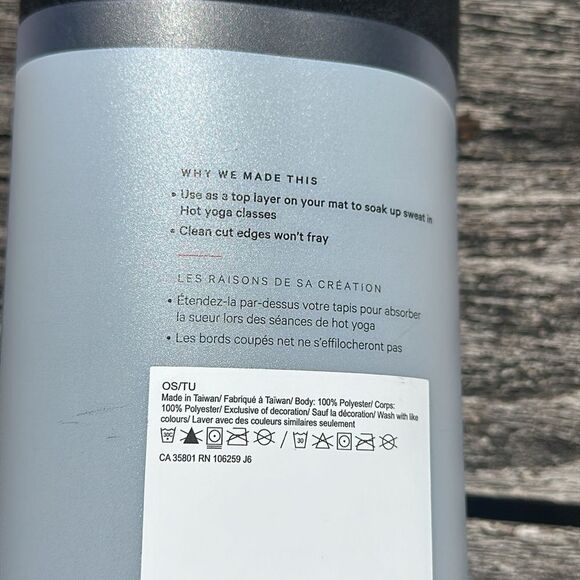 WHY WE MADE THIS
• Use as a top layer on your mat to soak up sweat in
Hot yoga classes
• Clean cut edges won't fray
LES RAISONS DE SA CRÉATION
• Étendez-la par-dessus votre tapis pour absorber
la sueur lors des séances de hot yoga
• Les bords coupés net ne s'effilocheront pas
OS/TU
Made in Taiwan/ Fabriqué à Taïwan/ Body: 100% Polyester/ Corps:
100% Polyester/ Exclusive of decoration/ Sauf la décoration/ Wash with like
colours/ Laver avec des couleurs similaires seulement
/ 30
CA 35801 RN 106259 J6